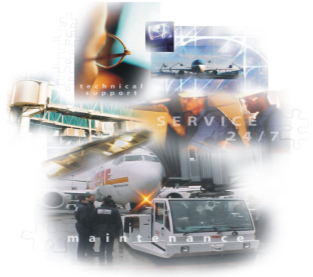 technical
support
SERVICE
24/7
maintenance